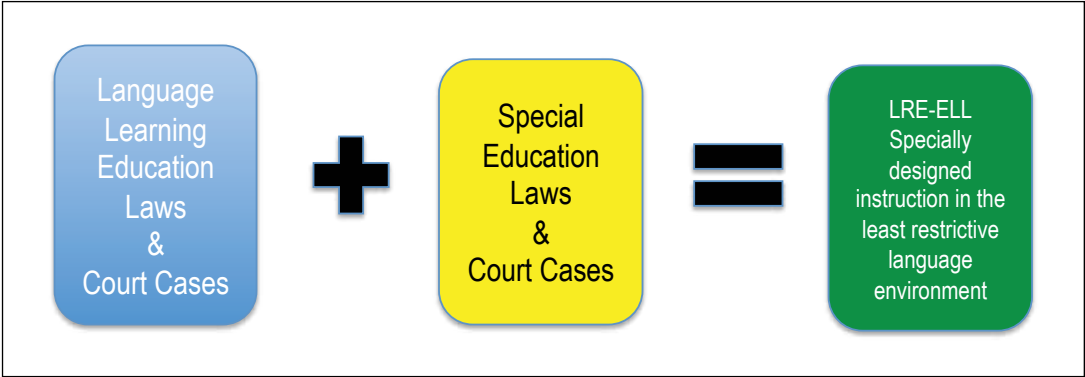 Language
Learning
Education
Laws
&
Court Cases
Special
Education
Laws
&
Court Cases
LRE-ELL
Specially
designed
instruction in the
least restrictive
language
environment